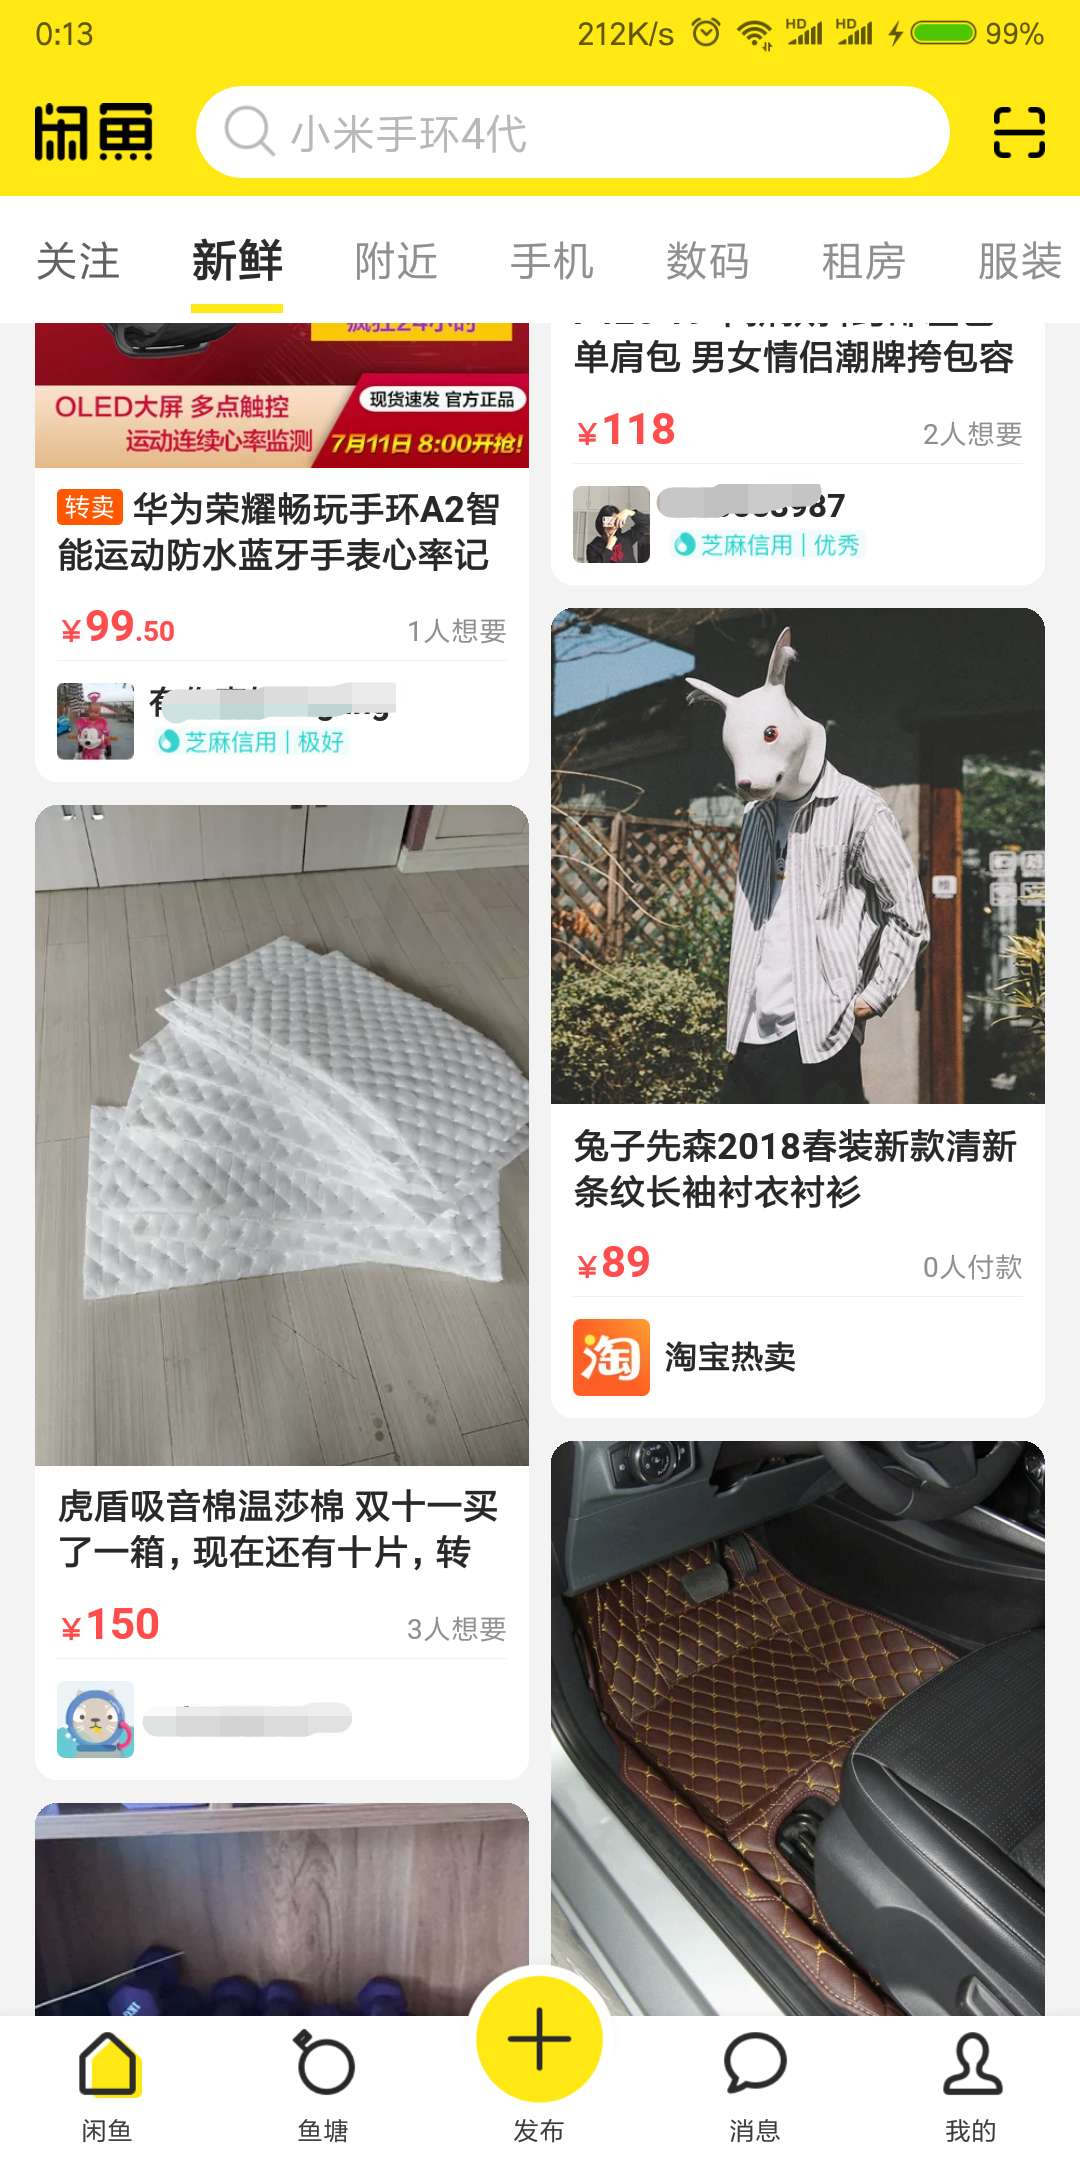 0:13
212K/s
HD
HD
99%
闲鱼
小米手环4代
关注
新鲜
附近
手机
数码
租房
服装
疯狂24小时
OLED大屏 多点触控
运动连续心率监测
现货速发 官方正品
7月11日 8:00开抢!
转卖 华为荣耀畅玩手环A2智
能运动防水蓝牙手表心率记
¥99.50
1人想要
芝麻信用 | 极好
单肩包 男女情侣潮牌挎包容
¥118
2人想要
987
芝麻信用 | 优秀
兔子先森2018春装新款清新
条纹长袖衬衣衬衫
¥89
0人付款
淘
淘宝热卖
虎盾吸音棉温莎棉 双十一买
了一箱，现在还有十片，转
¥150
3人想要
闲鱼
鱼塘
发布
消息
我的